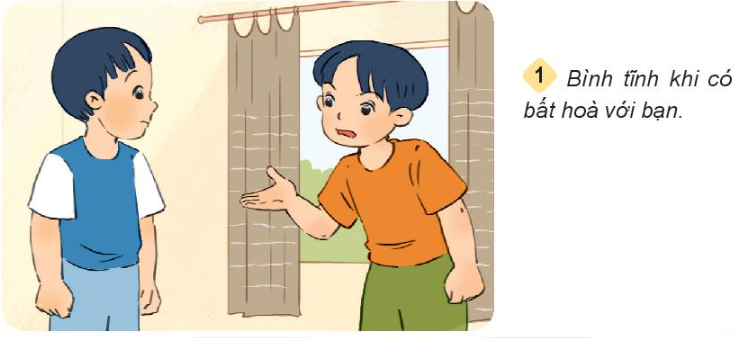 1 Bình tĩnh khi có
bất hoà với bạn.